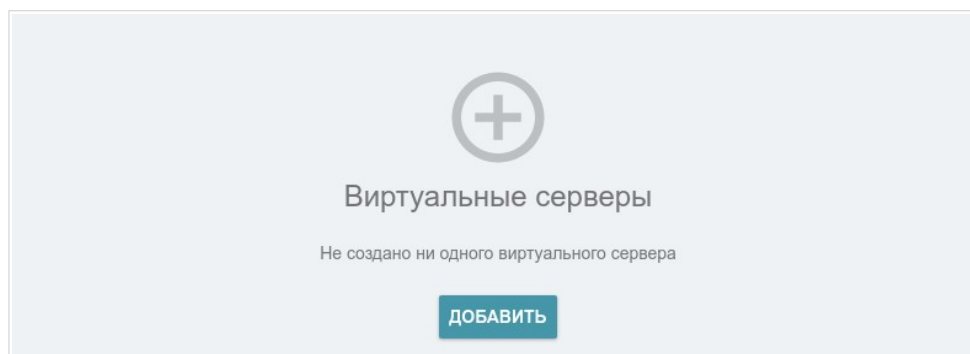 Виртуальные серверы
Не создано ни одного виртуального сервера
ДОБАВИТЬ